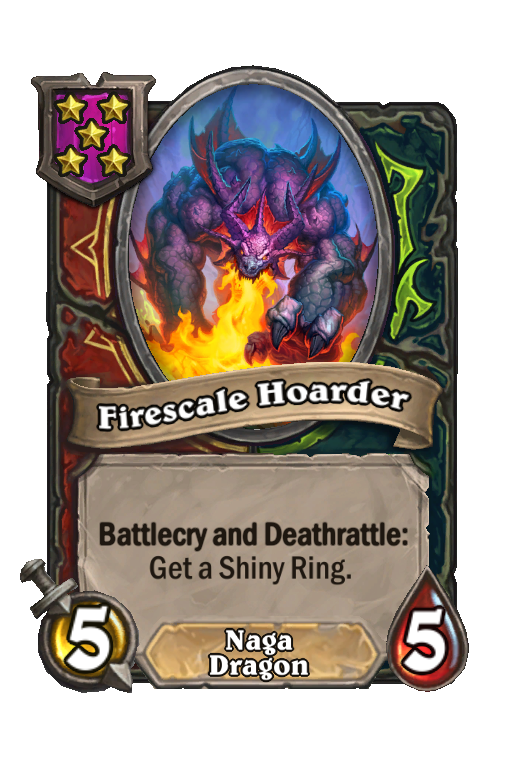 Firescale Hoarder
Battlecry and Deathrattle:
Get a Shiny Ring.
5
Naga
Dragon
5